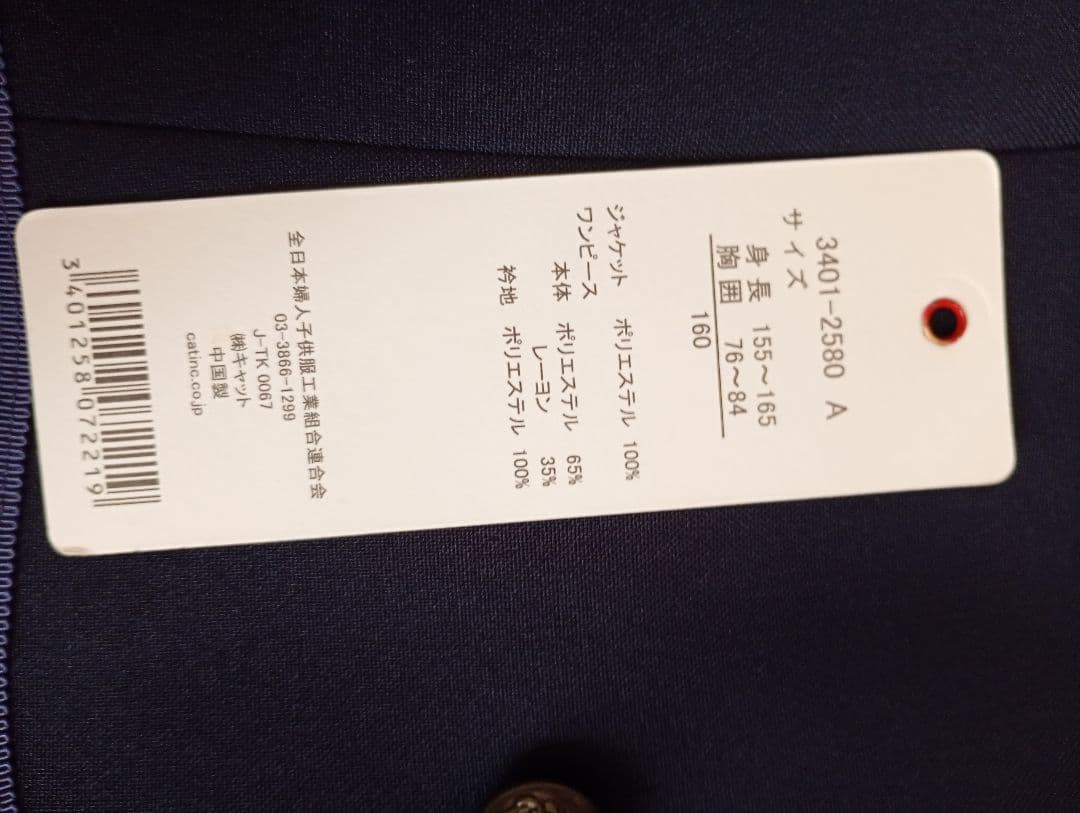 3401-2580 A
サイズ
身長 155～165
胸囲 76～84
160
ジャケット ポリエステル 100%
ワンピース
本体 ポリエステル 65%
レーヨン 35%
衿地 ポリエステル 100%
全日本婦人子供服工業組合連合会
03-3866-1299
J-TK 0067
㈱キャット
中国製
catinc.co.jp
3401258072219